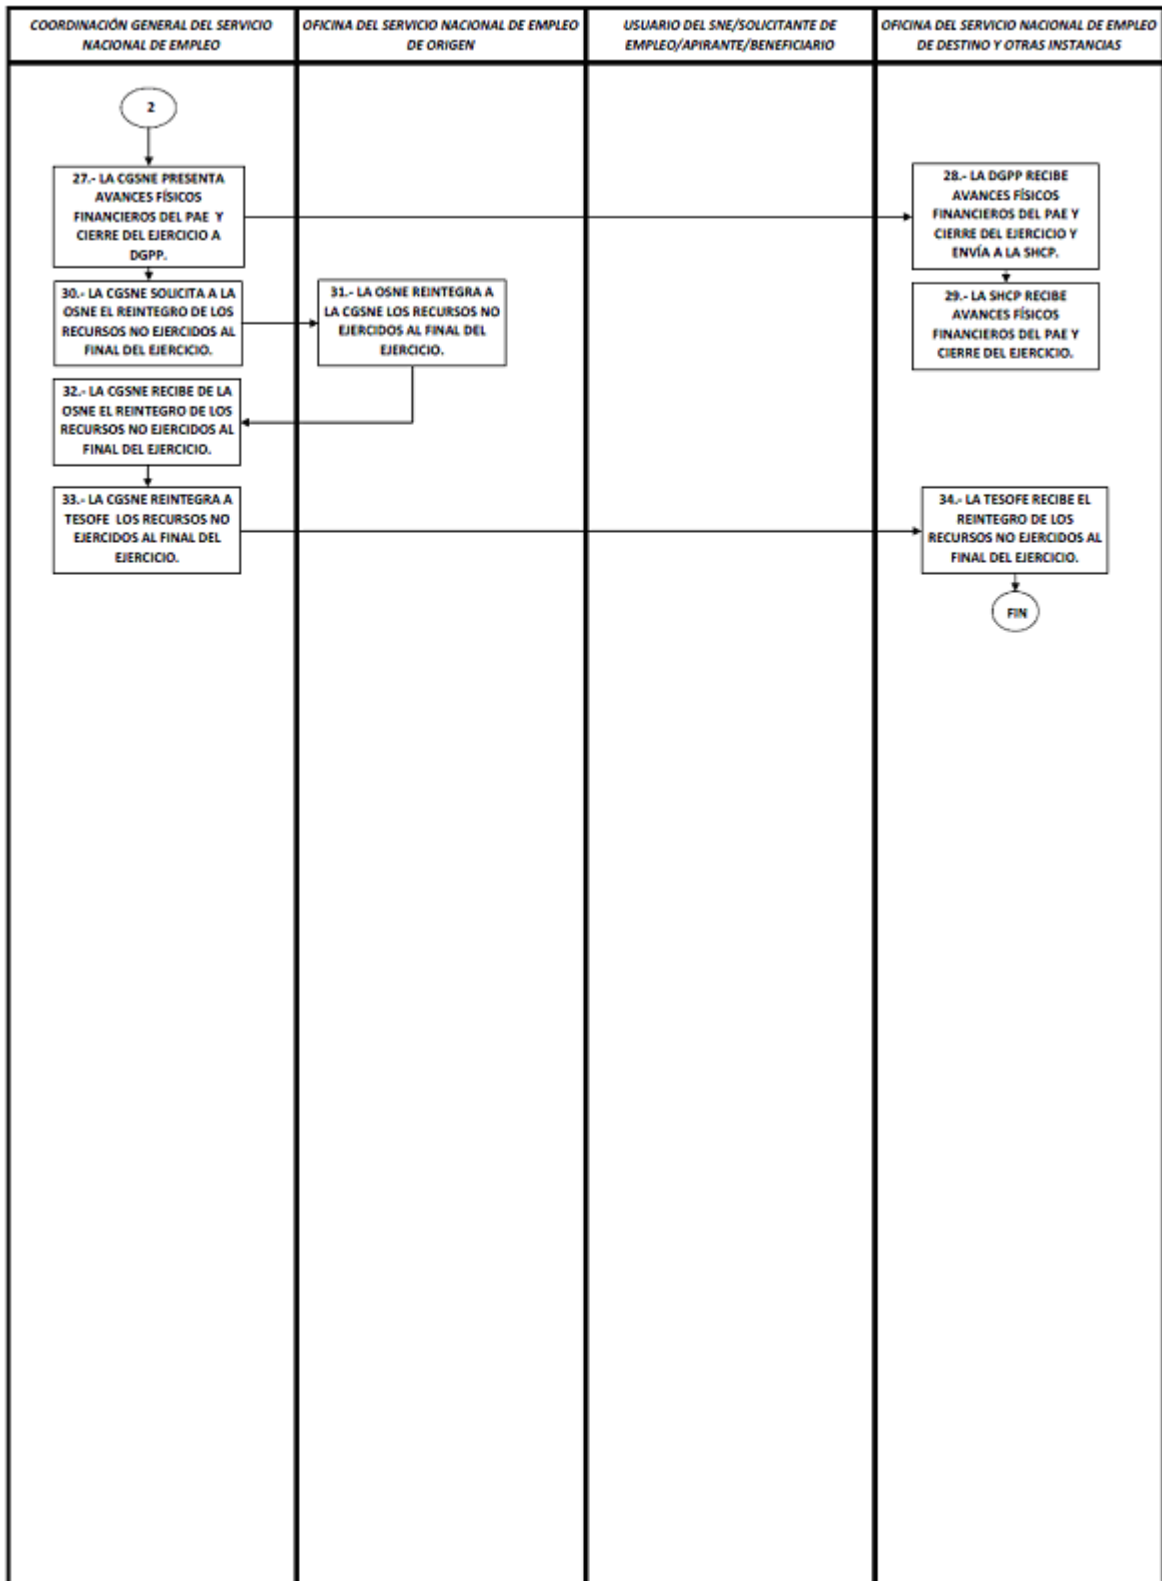 COORDINACIÓN GENERAL DEL SERVICIO
NACIONAL DE EMPLEO
OFICINA DEL SERVICIO NACIONAL DE EMPLEO
DE ORIGEN
USUARIO DEL SNE/SOLICITANTE DE
EMPLEO/APIRANTE/BENEFICIARIO
OFICINA DEL SERVICIO NACIONAL DE EMPLEO
DE DESTINO Y OTRAS INSTANCIAS
2
27.- LA CGSNE PRESENTA
AVANCES FÍSICOS
FINANCIEROS DEL PAE Y
CIERRE DEL EJERCICIO A
DGPP.
28.- LA DGPP RECIBE
AVANCES FÍSICOS
FINANCIEROS DEL PAE Y
CIERRE DEL EJERCICIO Y
ENVÍA A LA SHCP.
29.- LA SHCP RECIBE
AVANCES FÍSICOS
FINANCIEROS DEL PAE Y
CIERRE DEL EJERCICIO.
30.- LA CGSNE SOLICITA A LA
OSNE EL REINTEGRO DE LOS
RECURSOS NO EJERCIDOS AL
FINAL DEL EJERCICIO.
31.- LA OSNE REINTEGRA A
LA CGSNE LOS RECURSOS NO
EJERCIDOS AL FINAL DEL
EJERCICIO.
32.- LA CGSNE RECIBE DE LA
OSNE EL REINTEGRO DE LOS
RECURSOS NO EJERCIDOS AL
FINAL DEL EJERCICIO.
33.- LA CGSNE REINTEGRA A
TESOFE LOS RECURSOS NO
EJERCIDOS AL FINAL DEL
EJERCICIO.
34.- LA TESOFE RECIBE EL
REINTEGRO DE LOS
RECURSOS NO EJERCIDOS AL
FINAL DEL EJERCICIO.
FIN